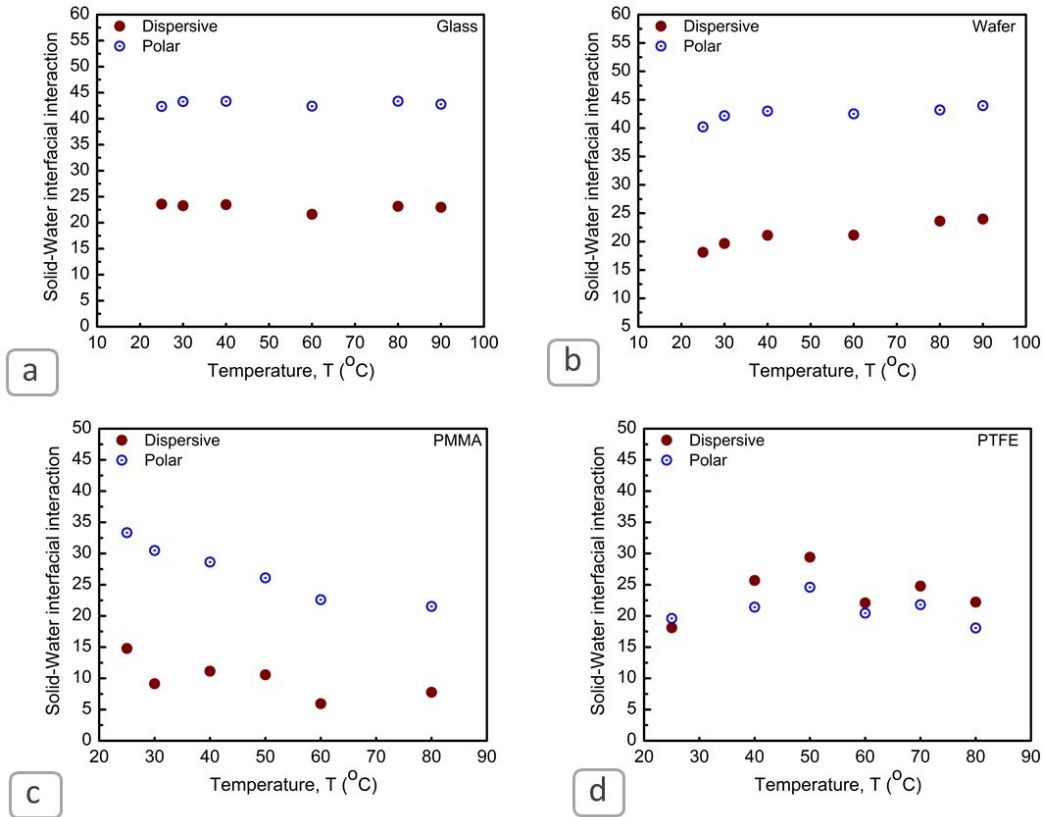 60
55
50
45
40
35
30
25
20
15
10
5
0
Solid-Water interfacial interaction
Dispersive
Polar
Glass
10 20 30 40 50 60 70 80 90 100
Temperature, T (°C)
a
60
55
50
45
40
35
30
25
20
15
10
5
Solid-Water interfacial interaction
Dispersive
Polar
Wafer
10 20 30 40 50 60 70 80 90 100
Temperature, T (°C)
b
50
45
40
35
30
25
20
15
10
5
0
Solid-Water interfacial interaction
Dispersive
Polar
PMMA
20 30 40 50 60 70 80 90
Temperature, T (°C)
c
50
45
40
35
30
25
20
15
10
5
0
Solid-Water interfacial interaction
Dispersive
Polar
PTFE
20 30 40 50 60 70 80 90
Temperature, T (°C)
d